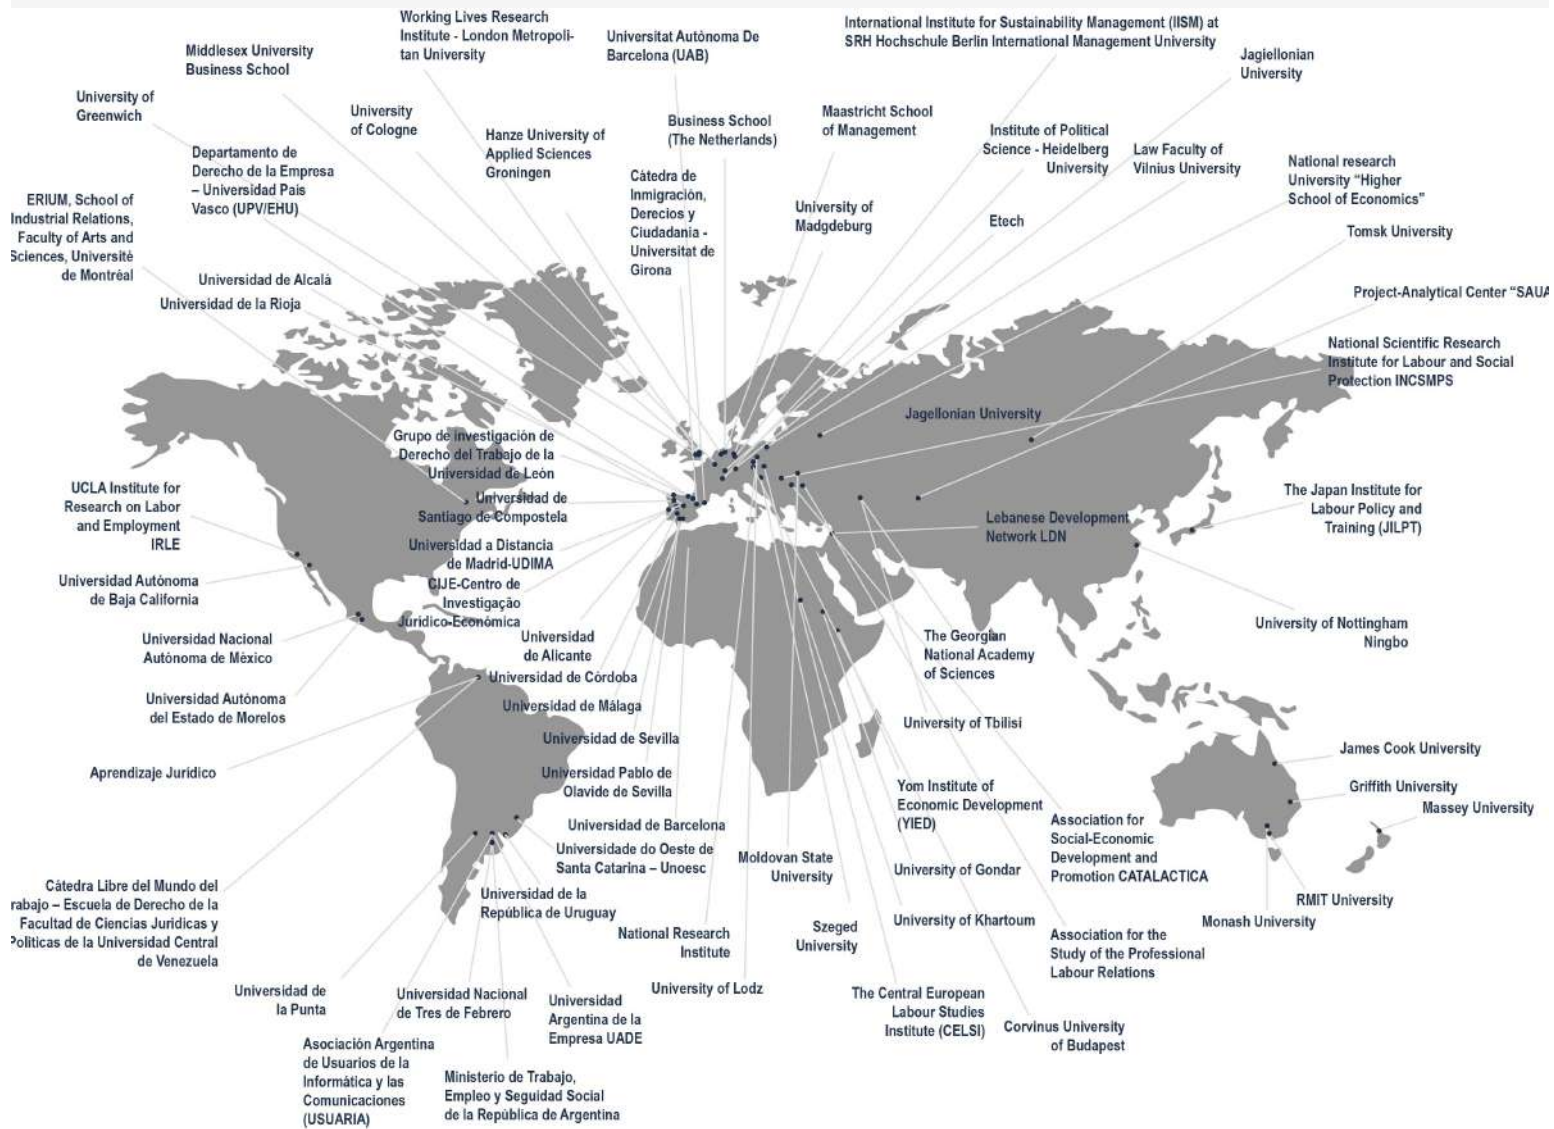 Working Lives Research
Institute - London Metropoli-
tan University
Universitat Autònoma De
Barcelona (UAB)
International Institute for Sustainability Management (IISM) at
SRH Hochschule Berlin International Management University
Middlesex University
Business School
Jagiellonian
University
University of
Greenwich
University
of Cologne
Hanze University of
Applied Sciences
Groningen
Business School
(The Netherlands)
Maastricht School
of Management
Institute of Political
Science - Heidelberg
University
Law Faculty of
Vilnius University
National research
University “Higher
School of Economics”
Departamento de
Derecho de la Empresa
– Universidad Pais
Vasco (UPV/EHU)
Cátedra de
Inmigración,
Derecios y
Ciudadania -
Universitat de
Girona
University of
Madgdeburg
Etech
Tomsk University
ERIUM, School of
Industrial Relations,
Faculty of Arts and
Sciences, Université
de Montréal
Universidad de Alcalá
Universidad de la Rioja
Project-Analytical Center “SAUA
National Scientific Research
Institute for Labour and Social
Protection INCSMPS
Jagellonian University
Grupo de investigación de
Derecho del Trabajo de la
Universidad de León
UCLA Institute for
Research on Labor
and Employment
IRLE
Universidad de
Santiago de Compostela
Lebanese Development
Network LDN
The Japan Institute for
Labour Policy and
Training (JILPT)
Universidad a Distancia
de Madrid-UDIMA
Universidad Autónoma
de Baja California
CIJE-Centro de
Investigação
Jurídico-Económica
Universidad
de Alicante
Universidad Nacional
Autónoma de México
The Georgian
National Academy
of Sciences
University of Nottingham
Ningbo
Universidad de Córdoba
Universidad Autónoma
del Estado de Morelos
Universidad de Málaga
University of Tbilisi
Universidad de Sevilla
James Cook University
Aprendizaje Jurídico
Universidad Pablo de
Olavide de Sevilla
Yom Institute of
Economic Development
(YIED)
Griffith University
Massey University
Universidad de Barcelona
Association for
Social-Economic
Development and
Promotion CATALACTICA
Universidade do Oeste de
Santa Catarina – Unoesc
Moldovan State
University
University of Gondar
Cátedra Libre del Mundo del
rabajo – Escuela de Derecho de la
Facultad de Ciencias Juridicas y
Politicas de la Universidad Central
de Venezuela
Universidad de la
República de Uruguay
RMIT University
Monash University
National Research
Institute
Szeged
University
University of Khartoum
Association for the
Study of the Professional
Labour Relations
Universidad de
la Punta
Universidad Nacional
de Tres de Febrero
Universidad
Argentina de la
Empresa UADE
University of Lodz
The Central European
Labour Studies
Institute (CELSI)
Corvinus University
of Budapest
Asociación Argentina
de Usuarios de la
Informática y las
Comunicaciones
(USUARIA)
Ministerio de Trabajo,
Empleo y Seguidad Social
de la República de Argentina